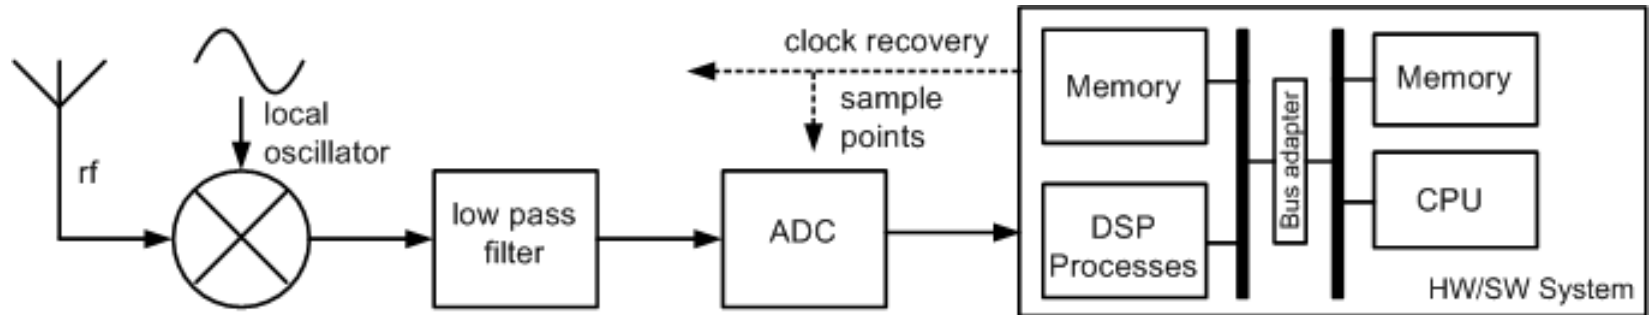 rf
local
oscillator
low pass
filter
ADC
clock recovery
sample
points
Memory
DSP
Processes
Bus adapter
Memory
CPU
HW/SW System